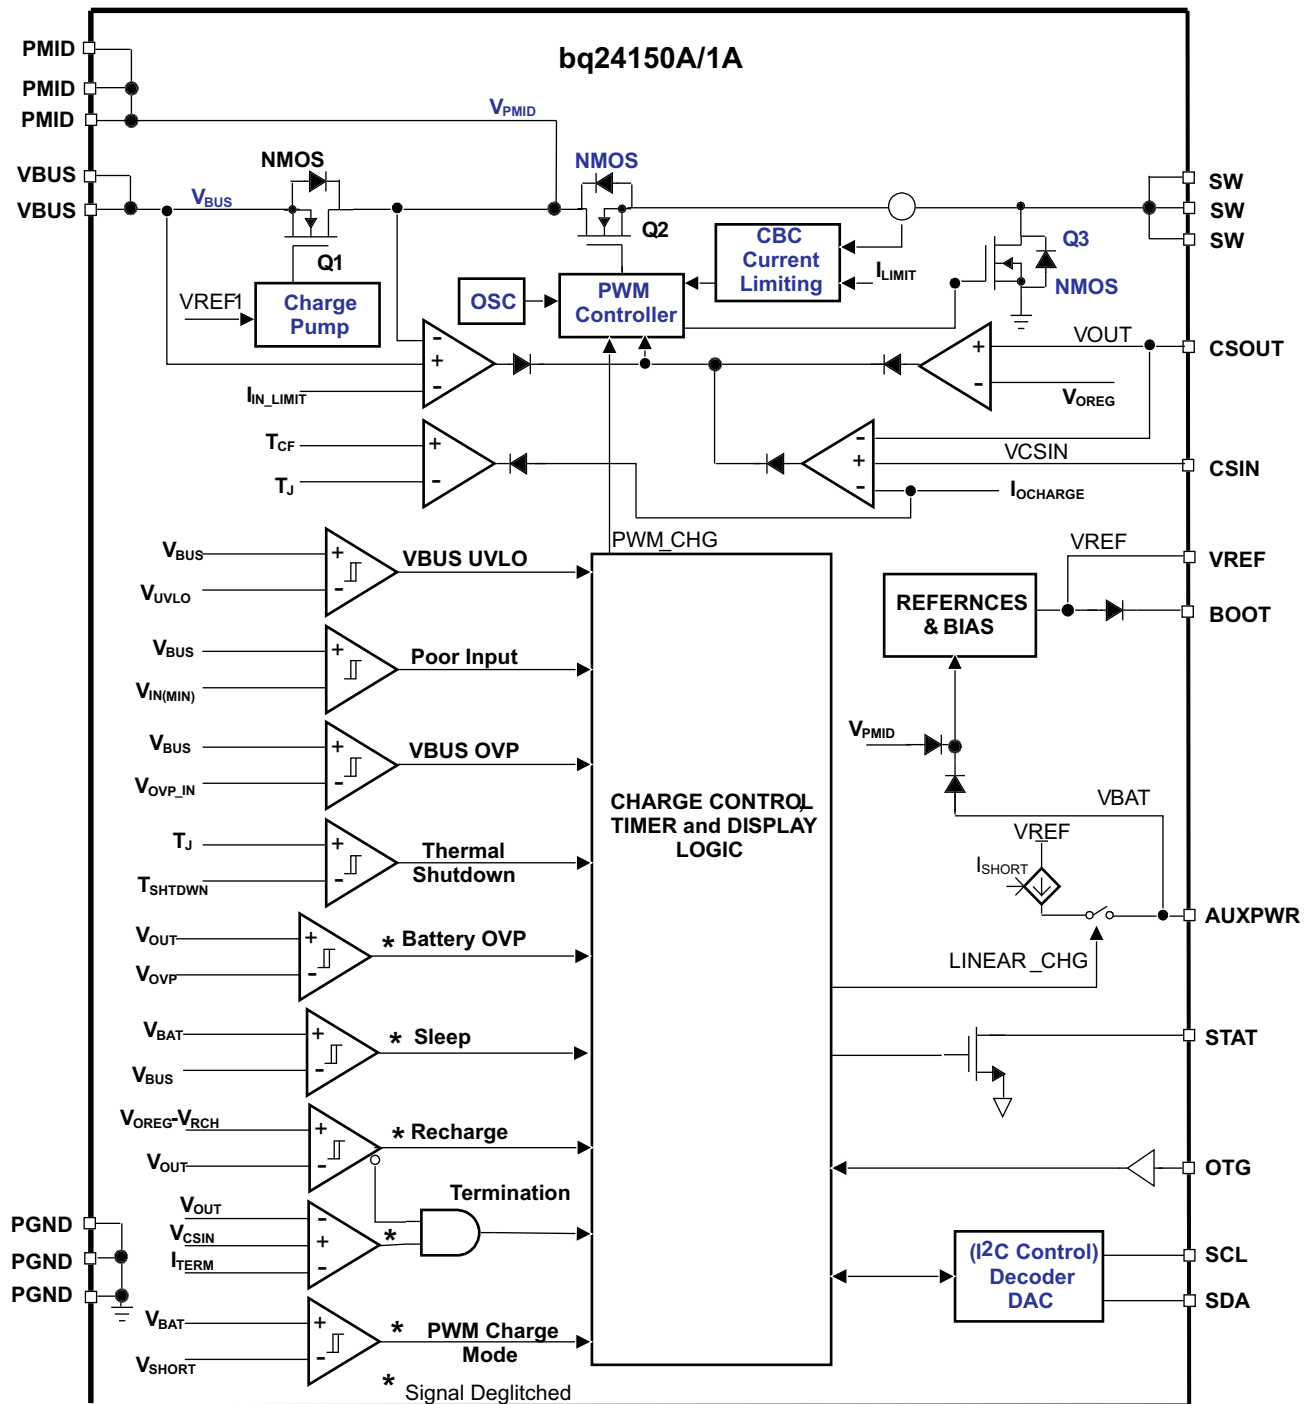 bq24150A/1A
PMID
PMID
PMID
VBUS
VBUS
VPMID
VBUS
NMOS
Q1
NMOS
Q2
CBC
Current
Limiting
ILIMIT
Q3
NMOS
SW
SW
SW
VREF1
Charge
Pump
OSC
PWM
Controller
-
+
-
IIN_LIMIT
+
-
VOUT
VOREG
CSOUT
TCF
TJ
+
-
-
+
-
VCSIN
IOCHARGE
CSIN
PWM_CHG
VBUS
VUVLO
+
-
VBUS UVLO
VBUS
VIN(MIN)
+
-
Poor Input
VBUS
VOVP_IN
+
-
VBUS OVP
TJ
TSHTDWN
+
-
Thermal
Shutdown
VOUT
VOVP
+
-
* Battery OVP
VBAT
VBUS
+
-
* Sleep
VOREG-VRCH
VOUT
+
-
* Recharge
VOUT
VCSIN
ITERM
-
+
-
*
Termination
VBAT
VSHORT
+
-
* PWM Charge
Mode
* Signal Deglitched
CHARGE CONTROL,
TIMER and DISPLAY
LOGIC
REFERNCES
& BIAS
VREF
VREF
BOOT
VPMID
VBAT
VREF
ISHORT
AUXPWR
LINEAR_CHG
STAT
OTG
(I2C Control)
Decoder
DAC
SCL
SDA
PGND
PGND
PGND